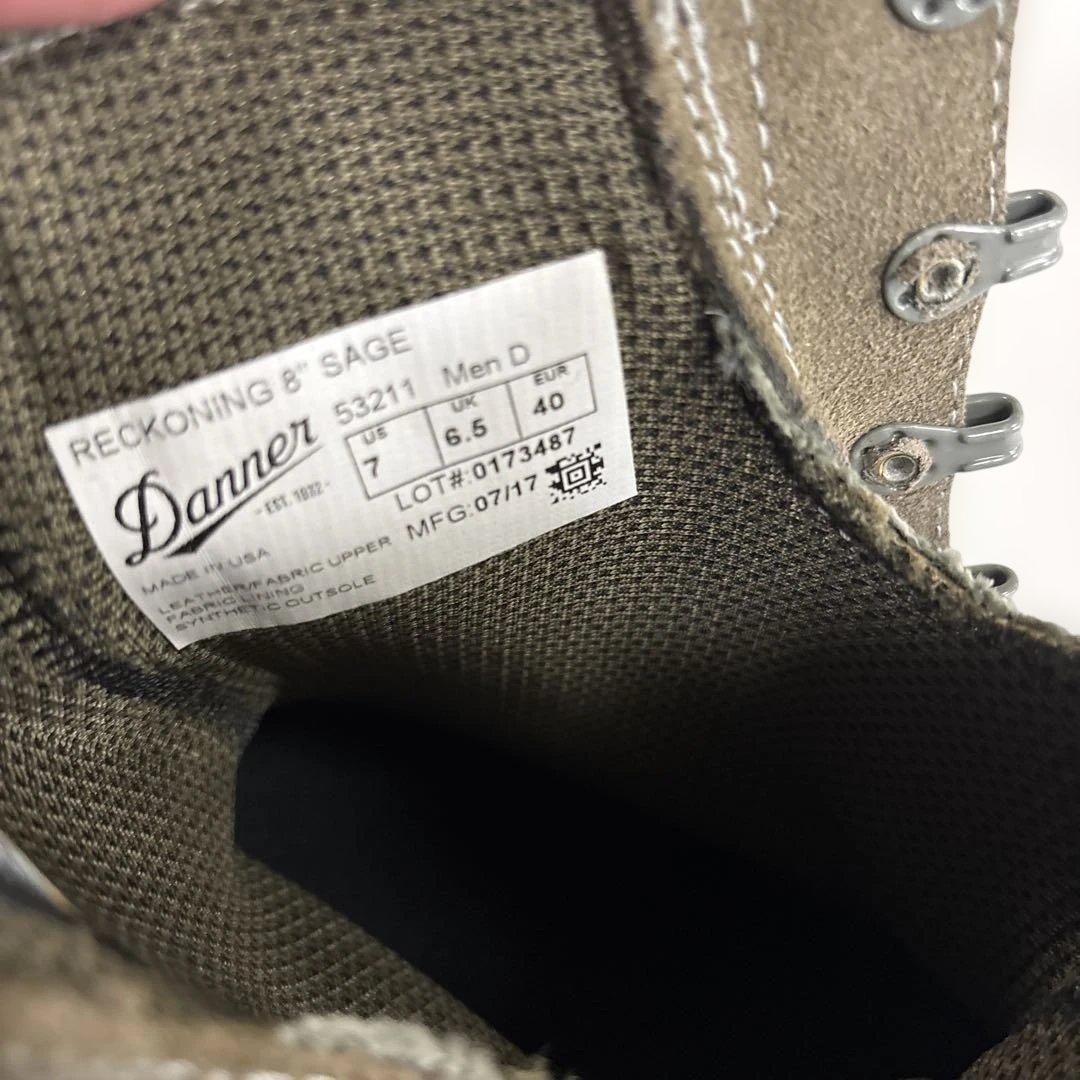 RECKONING 8" SAGE
53211 Men D
Danner
-EST. 1932-
US UK EUR
7 6.5 40
LOT#:0173487
MFG:07/17
MADE IN USA
LEATHER/FABRIC UPPER
FABRIC LINING
SYNTHETIC OUTSOLE